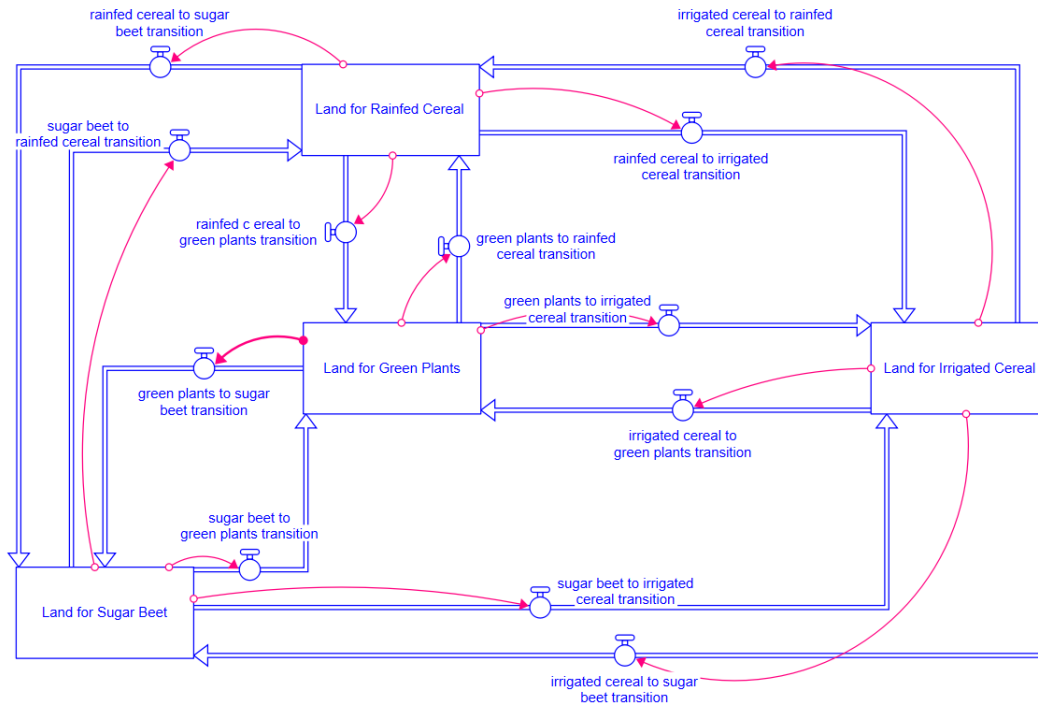 rainfed cereal to sugar
beet transition
irrigated cereal to rainfed
cereal transition
Land for Rainfed Cereal
sugar beet to
rainfed cereal transition
rainfed cereal to irrigated
cereal transition
rainfed c ereal to
green plants transition
green plants to rainfed
cereal transition
green plants to irrigated
cereal transition
Land for Green Plants
Land for Irrigated Cereal
green plants to sugar
beet transition
irrigated cereal to
green plants transition
sugar beet to
green plants transition
sugar beet to irrigated
cereal transition
Land for Sugar Beet
irrigated cereal to sugar
beet transition